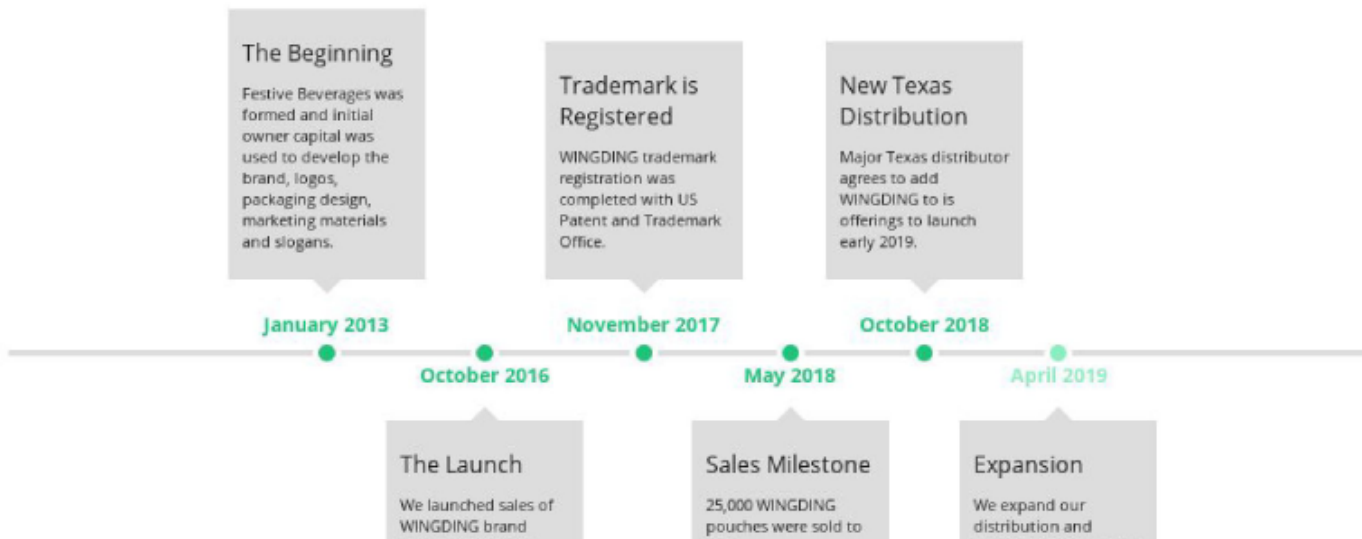 The Beginning
Festive Beverages was
formed and initial
owner capital was
used to develop the
brand, logos,
packaging design,
marketing materials
and slogans.
Trademark is
Registered
WINGDING trademark
registration was
completed with US
Patent and Trademark
Office.
New Texas
Distribution
Major Texas distributor
agrees to add
WINGDING to is
offerings to launch
early 2019.
January 2013
November 2017
October 2018
October 2016
May 2018
April 2019
The Launch
We launched sales of
WINGDING brand
Sales Milestone
25,000 WINGDING
pouches were sold to
Expansion
We expand our
distribution and